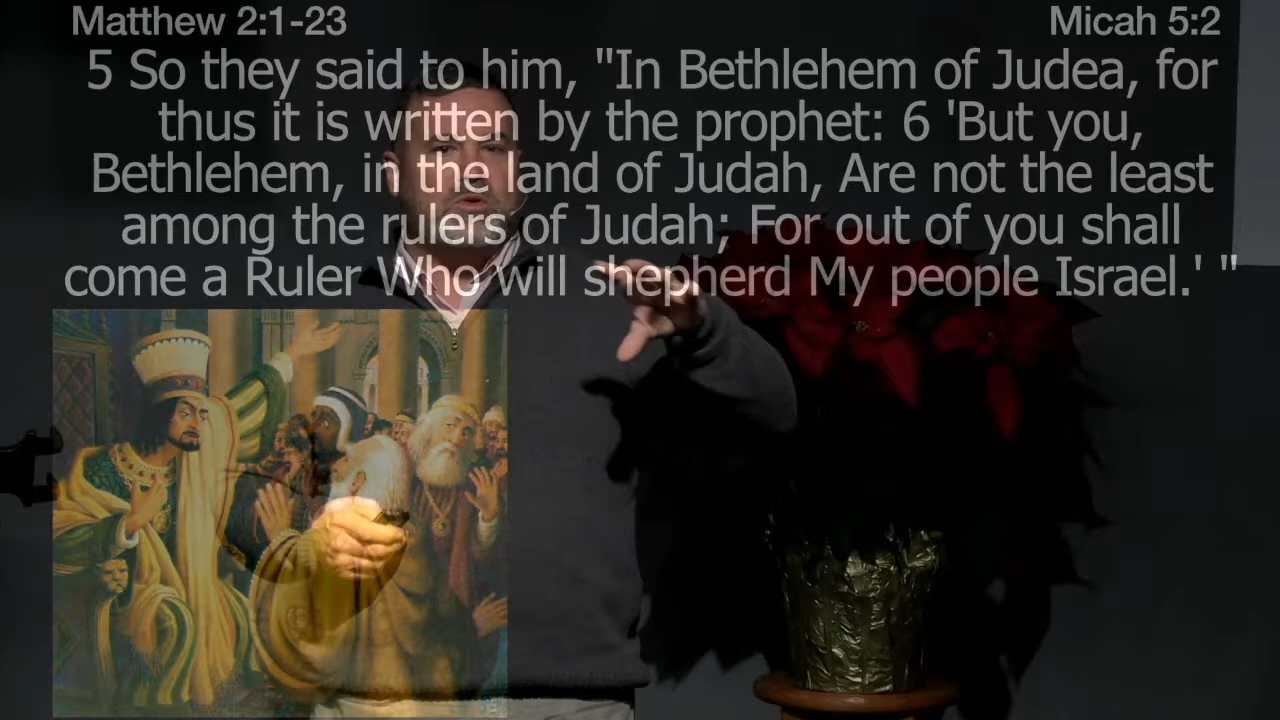 Matthew 2:1-23
Micah 5:2
5 So they said to him, "In Bethlehem of Judea, for
thus it is written by the prophet: 6 'But you,
Bethlehem, in the land of Judah, Are not the least
among the rulers of Judah; For out of you shall
come a Ruler Who will shepherd My people Israel.' "